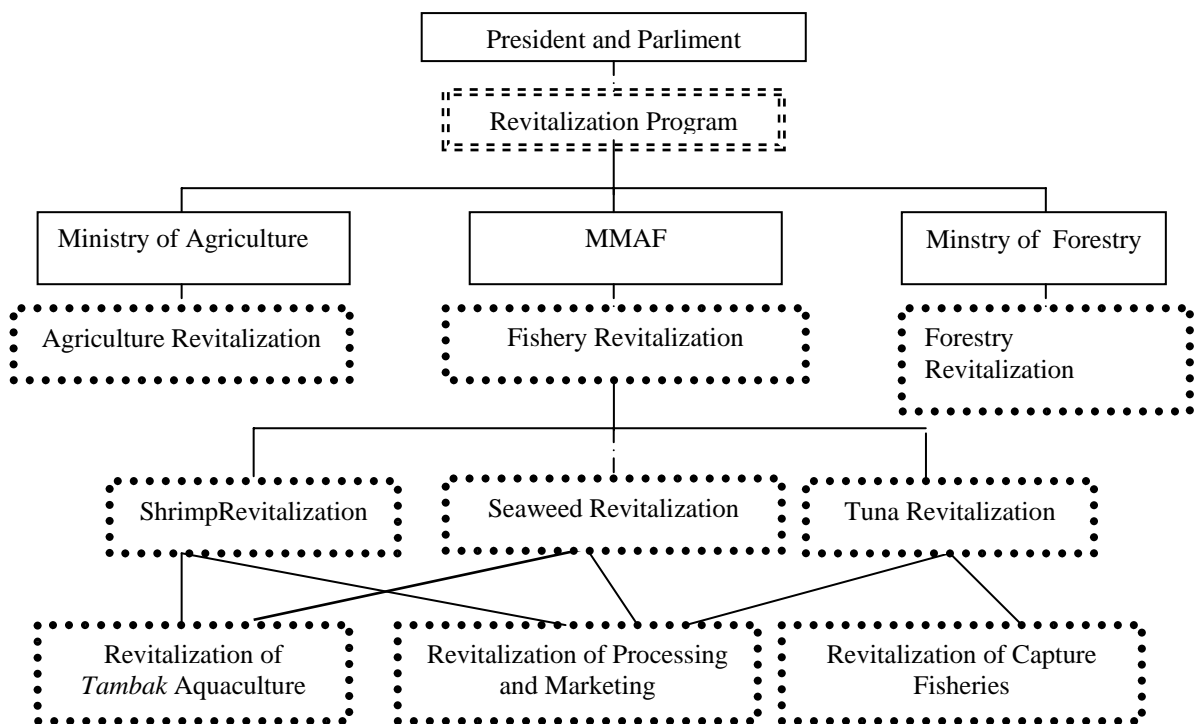 President and Parliment
Revitalization Program
Ministry of Agriculture
MMAF
Minstry of Forestry
Agriculture Revitalization
Fishery Revitalization
Forestry
Revitalization
ShrimpRevitalization
Seaweed Revitalization
Tuna Revitalization
Revitalization of
Tambak Aquaculture
Revitalization of Processing
and Marketing
Revitalization of Capture
Fisheries